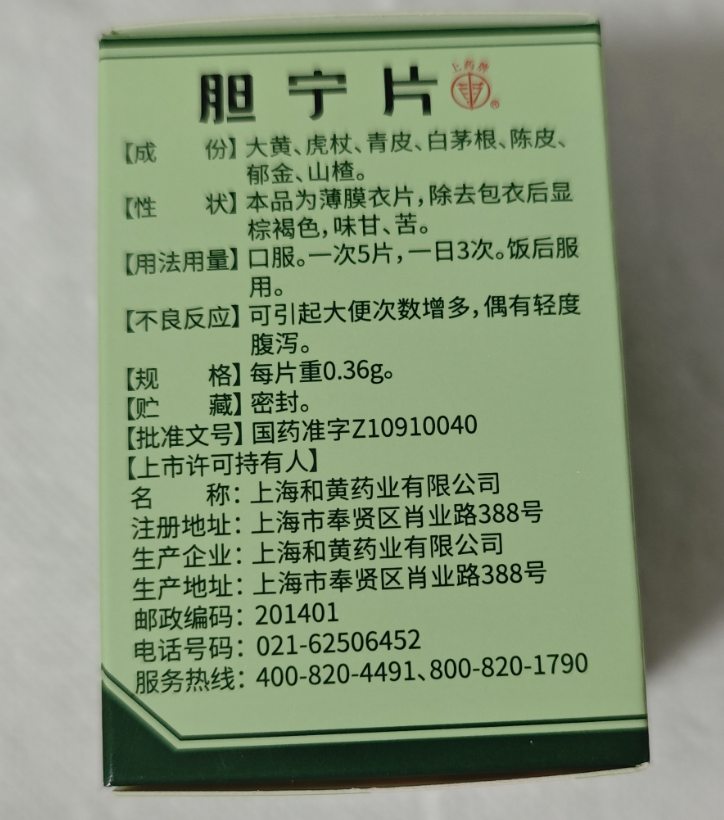 胆宁片
上药牌
®
【成 份】大黄、虎杖、青皮、白茅根、陈皮、
郁金、山楂。
【性 状】本品为薄膜衣片，除去包衣后显
棕褐色，味甘、苦。
【用法用量】口服。一次5片，一日3次。饭后服
用。
【不良反应】可引起大便次数增多，偶有轻度
腹泻。
【规 格】每片重0.36g。
【贮 藏】密封。
【批准文号】国药准字Z10910040
【上市许可持有人】
名 称：上海和黄药业有限公司
注册地址：上海市奉贤区肖业路388号
生产企业：上海和黄药业有限公司
生产地址：上海市奉贤区肖业路388号
邮政编码：201401
电话号码：021-62506452
服务热线：400-820-4491、800-820-1790